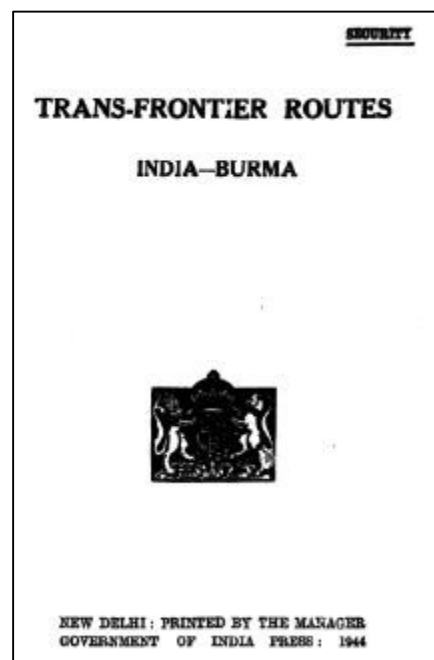 SECURITY
TRANS-FRONTIER ROUTES
INDIA—BURMA
NEW DELHI: PRINTED BY THE MANAGER
GOVERNMENT OF INDIA PRESS: 1944